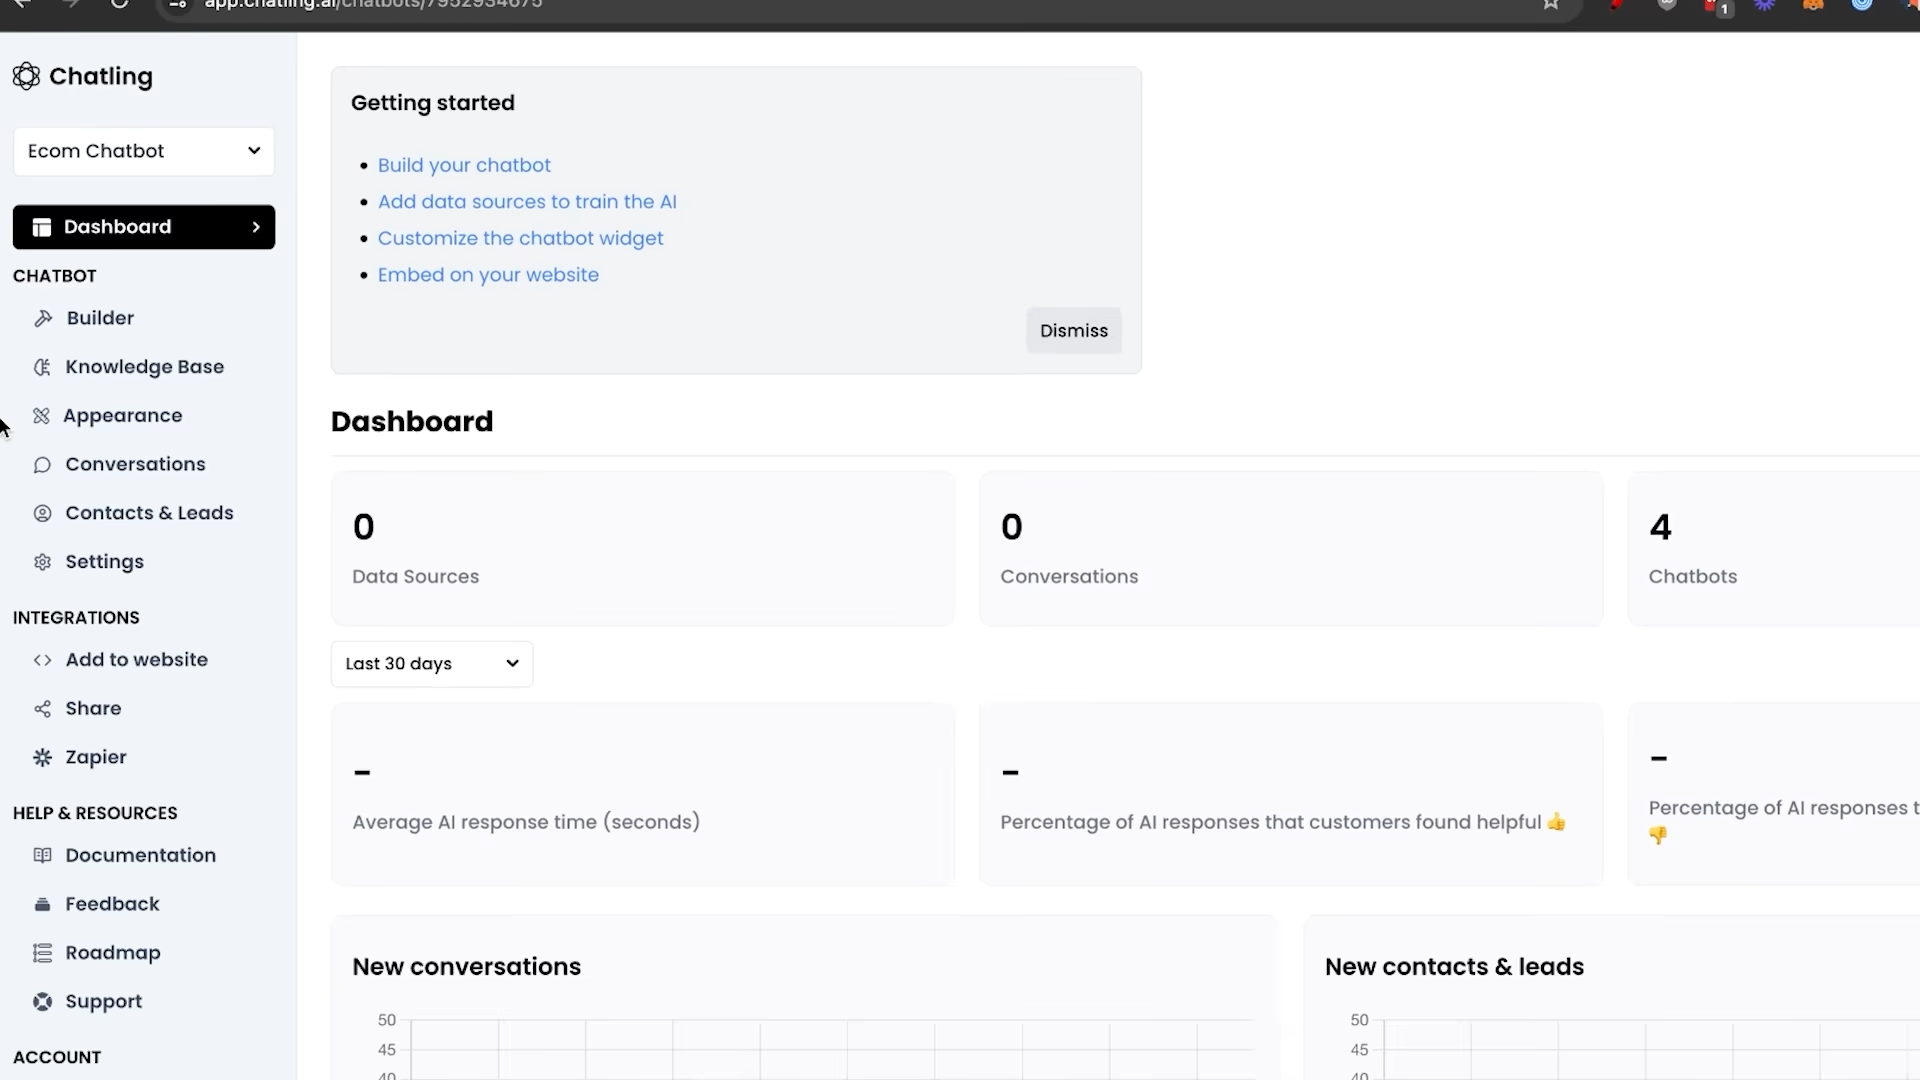 app.chatling.ai/chatbots/7952934675
1
Chatling
Ecom Chatbot
Dashboard
CHATBOT
Builder
Knowledge Base
Appearance
Conversations
Contacts & Leads
Settings
INTEGRATIONS
Add to website
Share
Zapier
HELP & RESOURCES
Documentation
Feedback
Roadmap
Support
ACCOUNT
Getting started
Build your chatbot
Add data sources to train the AI
Customize the chatbot widget
Embed on your website
Dismiss
Dashboard
0
Data Sources
0
Conversations
4
Chatbots
Last 30 days
-
Average AI response time (seconds)
-
Percentage of AI responses that customers found helpful 👍
-
Percentage of AI responses t
👎
New conversations
50
45
40
New contacts & leads
50
45
40